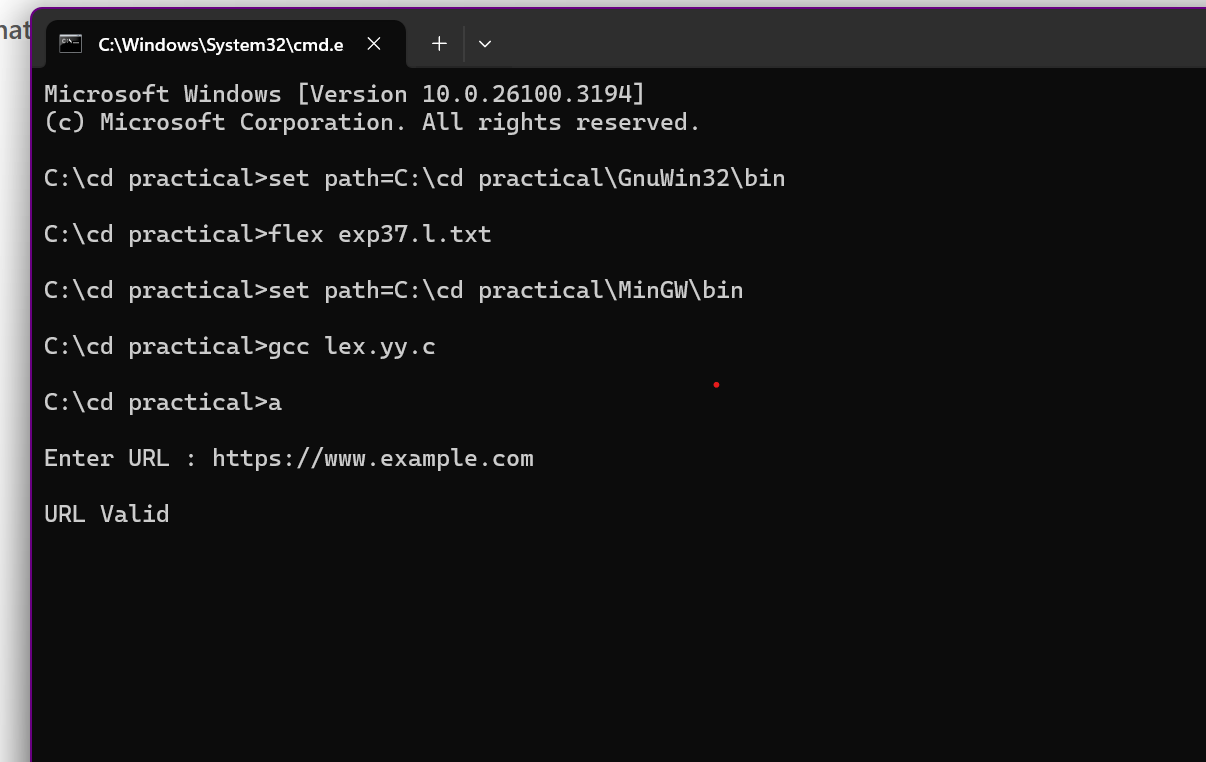 hat
C:\Windows\System32\cmd.e
Microsoft Windows [Version 10.0.26100.3194]
(c) Microsoft Corporation. All rights reserved.
C:\cd practical>set path=C:\cd practical\GnuWin32\bin
C:\cd practical>flex exp37.l.txt
C:\cd practical>set path=C:\cd practical\MinGW\bin
C:\cd practical>gcc lex.yy.c
C:\cd practical>a
Enter URL : https://www.example.com
URL Valid